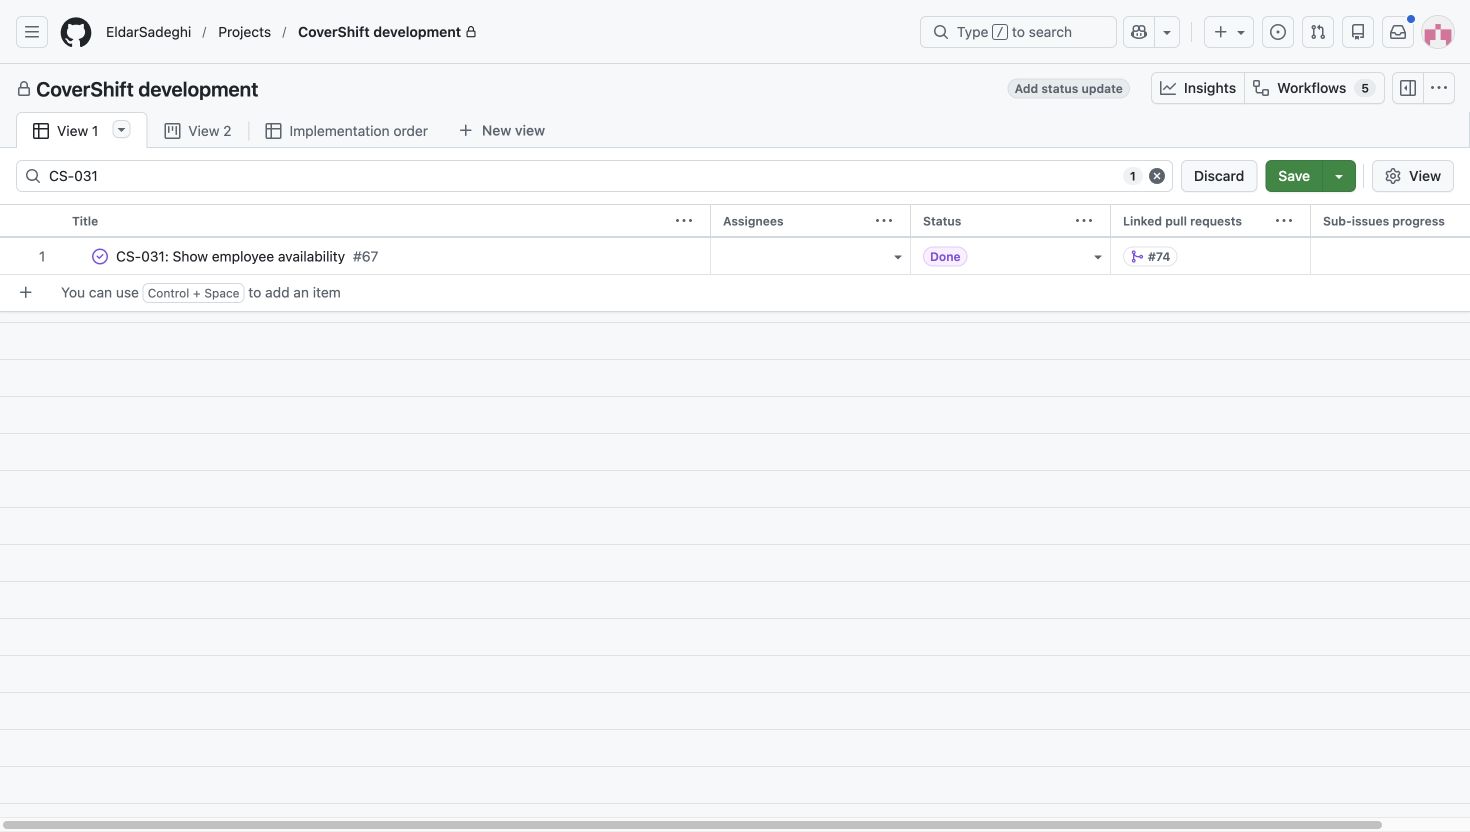 EldarSadeghi / Projects / CoverShift development
Type / to search
CoverShift development
Add status update
Insights
Workflows 5
View 1
View 2
Implementation order
New view
CS-031
1
Discard
Save
View
Title
Assignees
Status
Linked pull requests
Sub-issues progress
1 CS-031: Show employee availability #67
Done
#74
You can use Control + Space to add an item